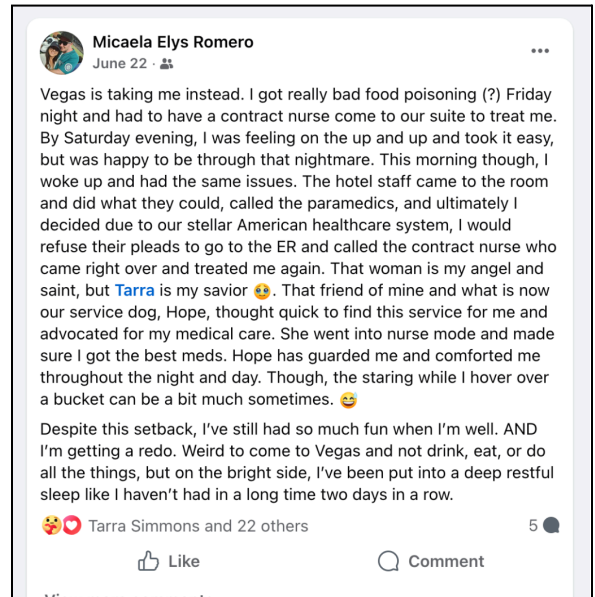 Micaela Elys Romero
June 22 ·
Vegas is taking me instead. I got really bad food poisoning (?) Friday
night and had to have a contract nurse come to our suite to treat me.
By Saturday evening, I was feeling on the up and up and took it easy,
but was happy to be through that nightmare. This morning though, I
woke up and had the same issues. The hotel staff came to the room
and did what they could, called the paramedics, and ultimately I
decided due to our stellar American healthcare system, I would
refuse their pleads to go to the ER and called the contract nurse who
came right over and treated me again. That woman is my angel and
saint, but Tarra is my savior 🥹. That friend of mine and what is now
our service dog, Hope, thought quick to find this service for me and
advocated for my medical care. She went into nurse mode and made
sure I got the best meds. Hope has guarded me and comforted me
throughout the night and day. Though, the staring while I hover over
a bucket can be a bit much sometimes. 😅
Despite this setback, I've still had so much fun when I'm well. AND
I'm getting a redo. Weird to come to Vegas and not drink, eat, or do
all the things, but on the bright side, I've been put into a deep restful
sleep like I haven't had in a long time two days in a row.
Tarra Simmons and 22 others 5
Like Comment